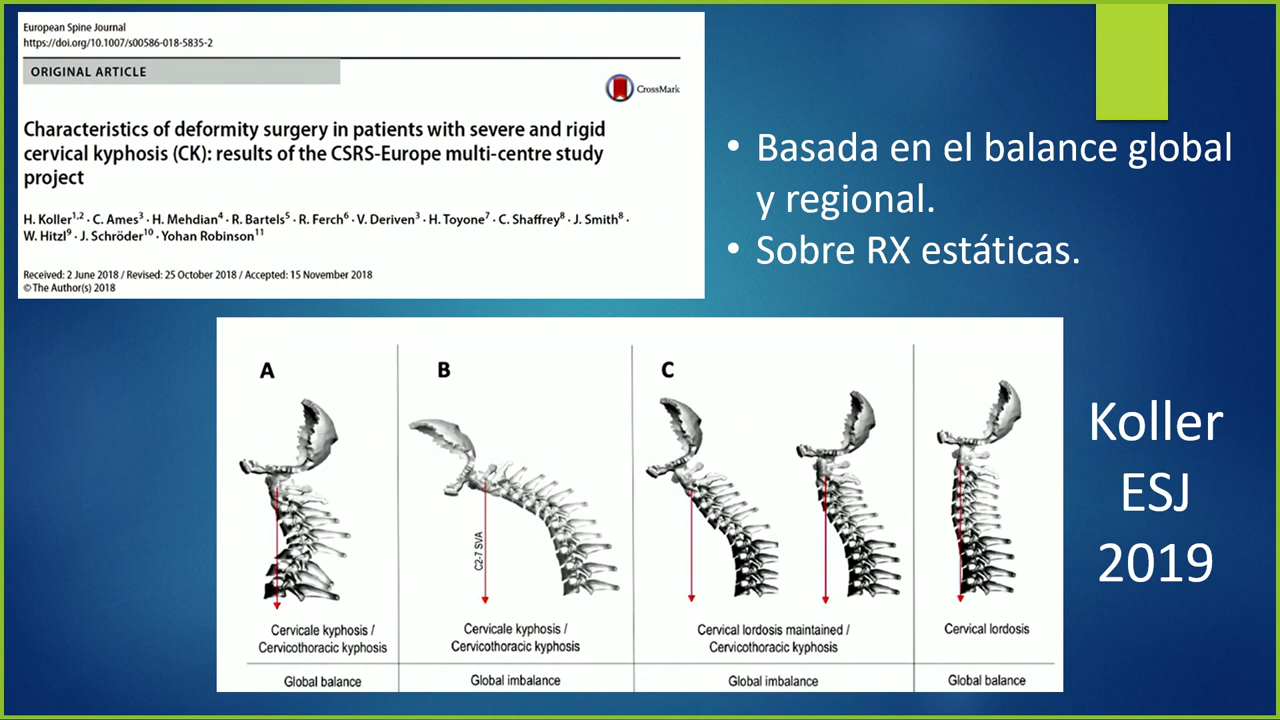 European Spine Journal
https://doi.org/10.1007/s00586-018-5835-2
ORIGINAL ARTICLE
CrossMark
Characteristics of deformity surgery in patients with severe and rigid
cervical kyphosis (CK): results of the CSRS-Europe multi-centre study
project
H. Koller1,2 · C. Ames3 · H. Mehdian4 · R. Bartels5 · R. Ferch6 · V. Deriven3 · H. Toyone7 · C. Shaffrey8 · J. Smith8 ·
W. Hitzl9 · J. Schröder10 · Yohan Robinson11
Received: 2 June 2018 / Revised: 25 October 2018 / Accepted: 15 November 2018
© The Author(s) 2018
• Basada en el balance global
y regional.
• Sobre RX estáticas.
A
B
C
C2-7 SVA
Cervicale kyphosis /
Cervicothoracic kyphosis
Cervicale kyphosis /
Cervicothoracic kyphosis
Cervical lordosis maintained /
Cervicothoracic kyphosis
Cervical lordosis
Global balance
Global imbalance
Global imbalance
Global balance
Koller
ESJ
2019